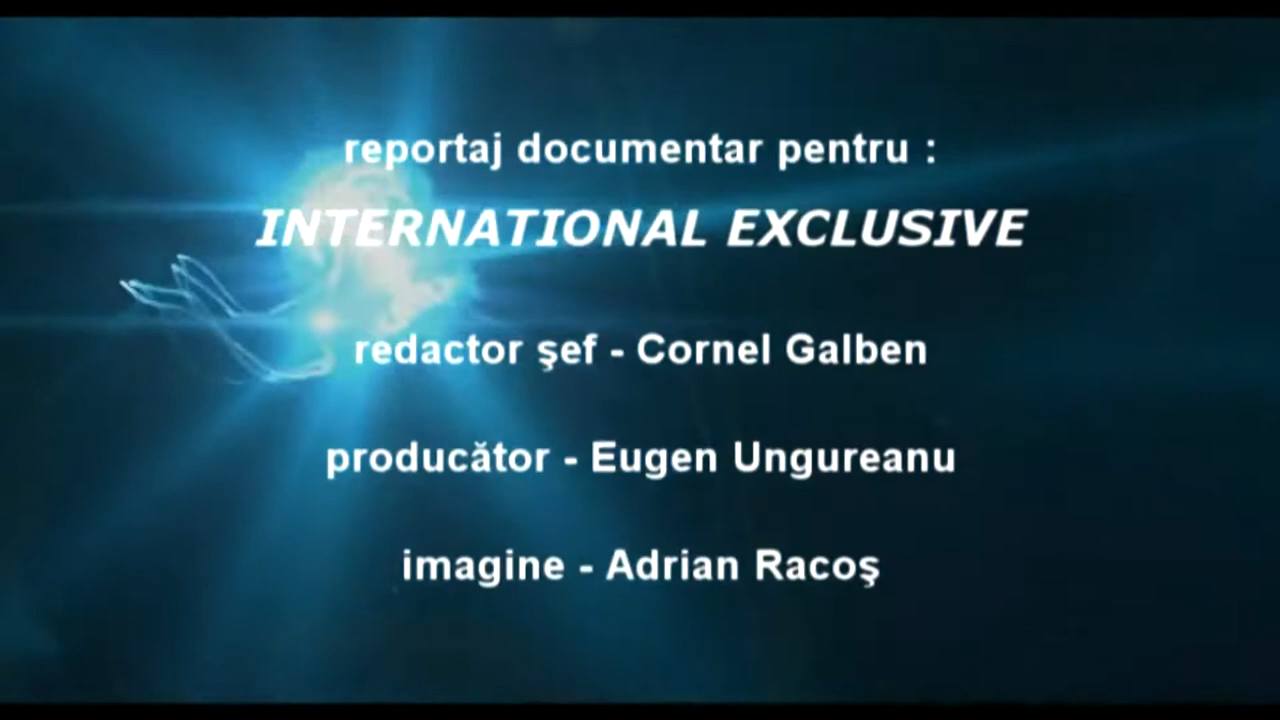 reportaj documentar pentru :
INTERNATIONAL EXCLUSIVE
redactor şef - Cornel Galben
producător - Eugen Ungureanu
imagine - Adrian Racoş